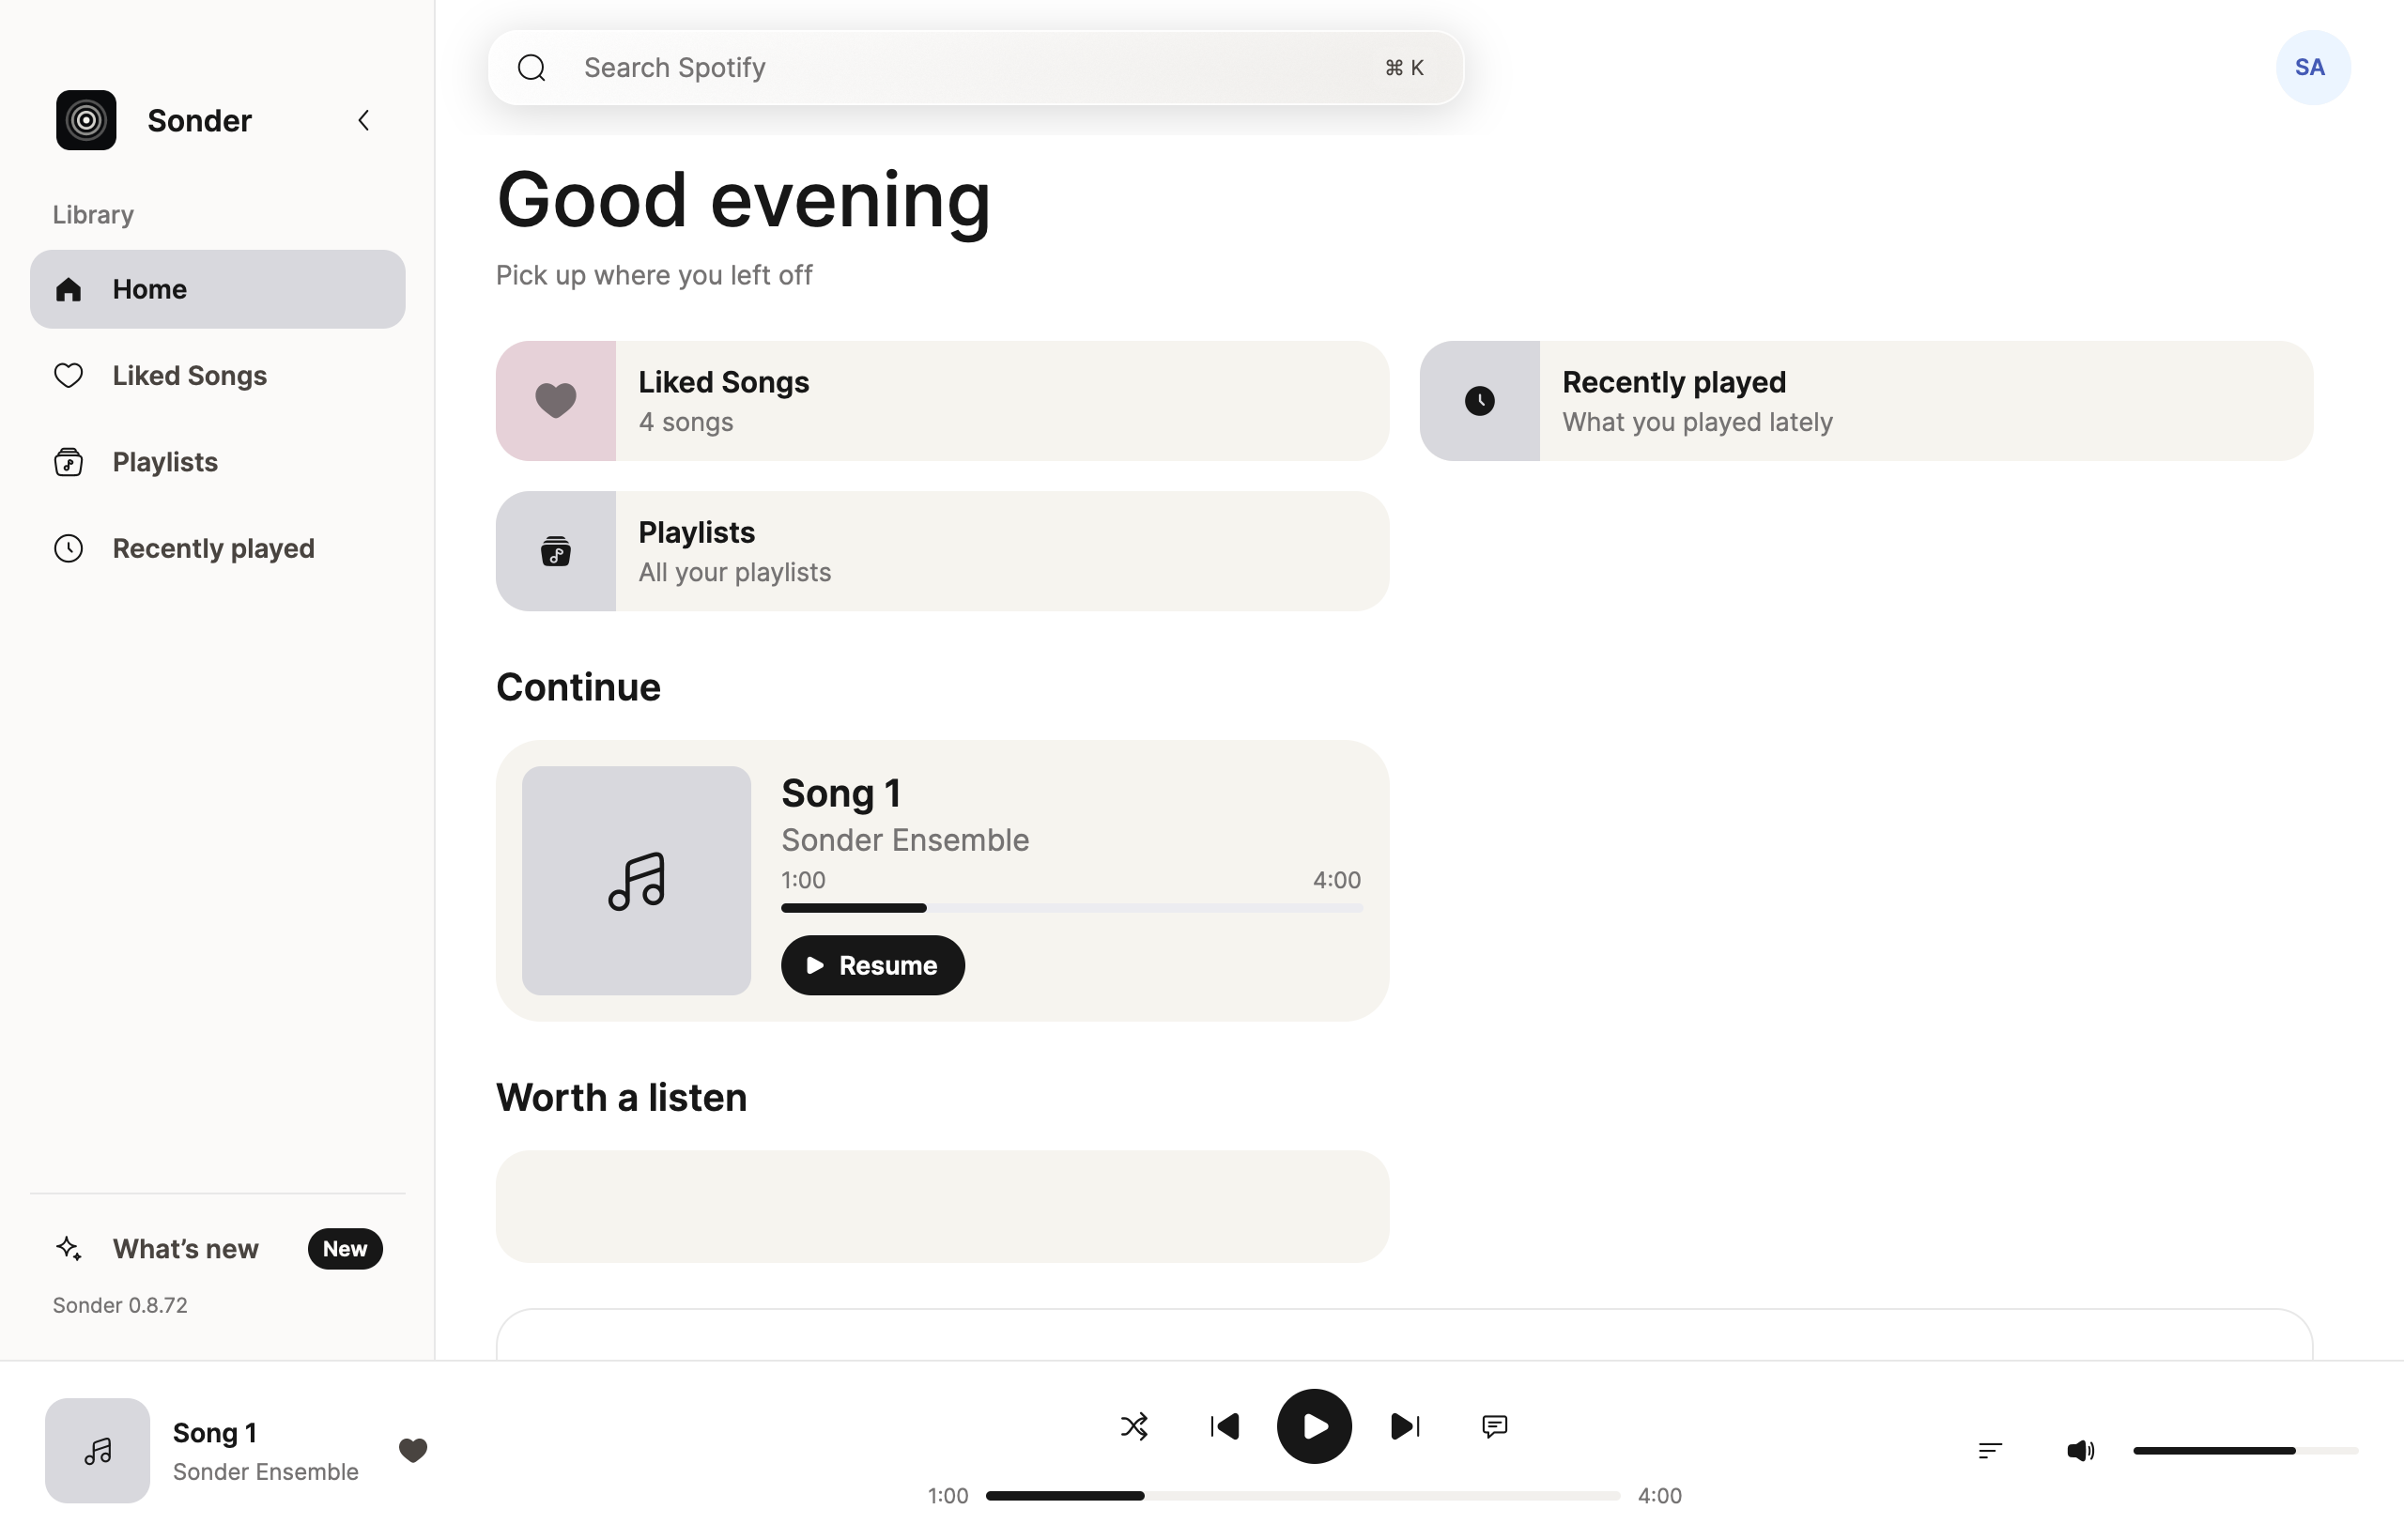 Sonder
Library
Home
Liked Songs
Playlists
Recently played
What’s new
New
Sonder 0.8.72
Search Spotify
⌘ K
SA
Good evening
Pick up where you left off
Liked Songs
4 songs
Recently played
What you played lately
Playlists
All your playlists
Continue
Song 1
Sonder Ensemble
1:00
4:00
Resume
Worth a listen
Song 1
Sonder Ensemble
1:00
4:00